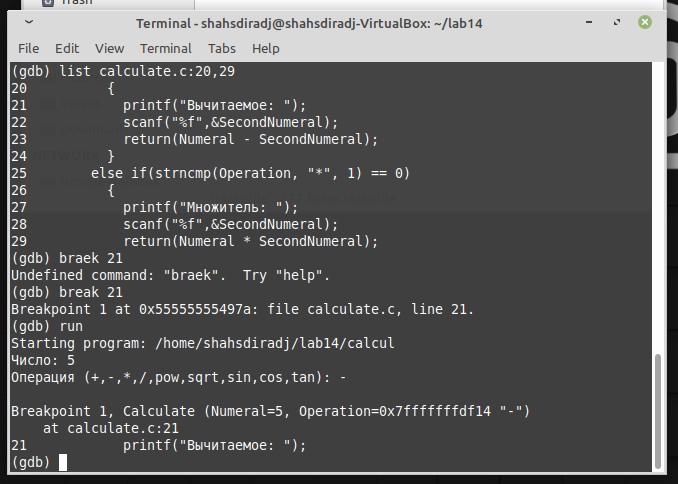 Trash
Terminal - shahsdiradj@shahsdiradj-VirtualBox: ~/lab14
File Edit View Terminal Tabs Help
(gdb) list calculate.c:20,29
20          {
21            printf("Вычитаемое: ");
22            scanf("%f",&SecondNumeral);
23            return(Numeral - SecondNumeral);
24          }
25        else if(strncmp(Operation, "*", 1) == 0)
26          {
27            printf("Множитель: ");
28            scanf("%f",&SecondNumeral);
29            return(Numeral * SecondNumeral);
(gdb) braek 21
Undefined command: "braek".  Try "help".
(gdb) break 21
Breakpoint 1 at 0x55555555497a: file calculate.c, line 21.
(gdb) run
Starting program: /home/shahsdiradj/lab14/calcul
Число: 5
Операция (+,-,*,/,pow,sqrt,sin,cos,tan): -
Breakpoint 1, Calculate (Numeral=5, Operation=0x7fffffffdf14 "-")
    at calculate.c:21
21            printf("Вычитаемое: ");
(gdb)